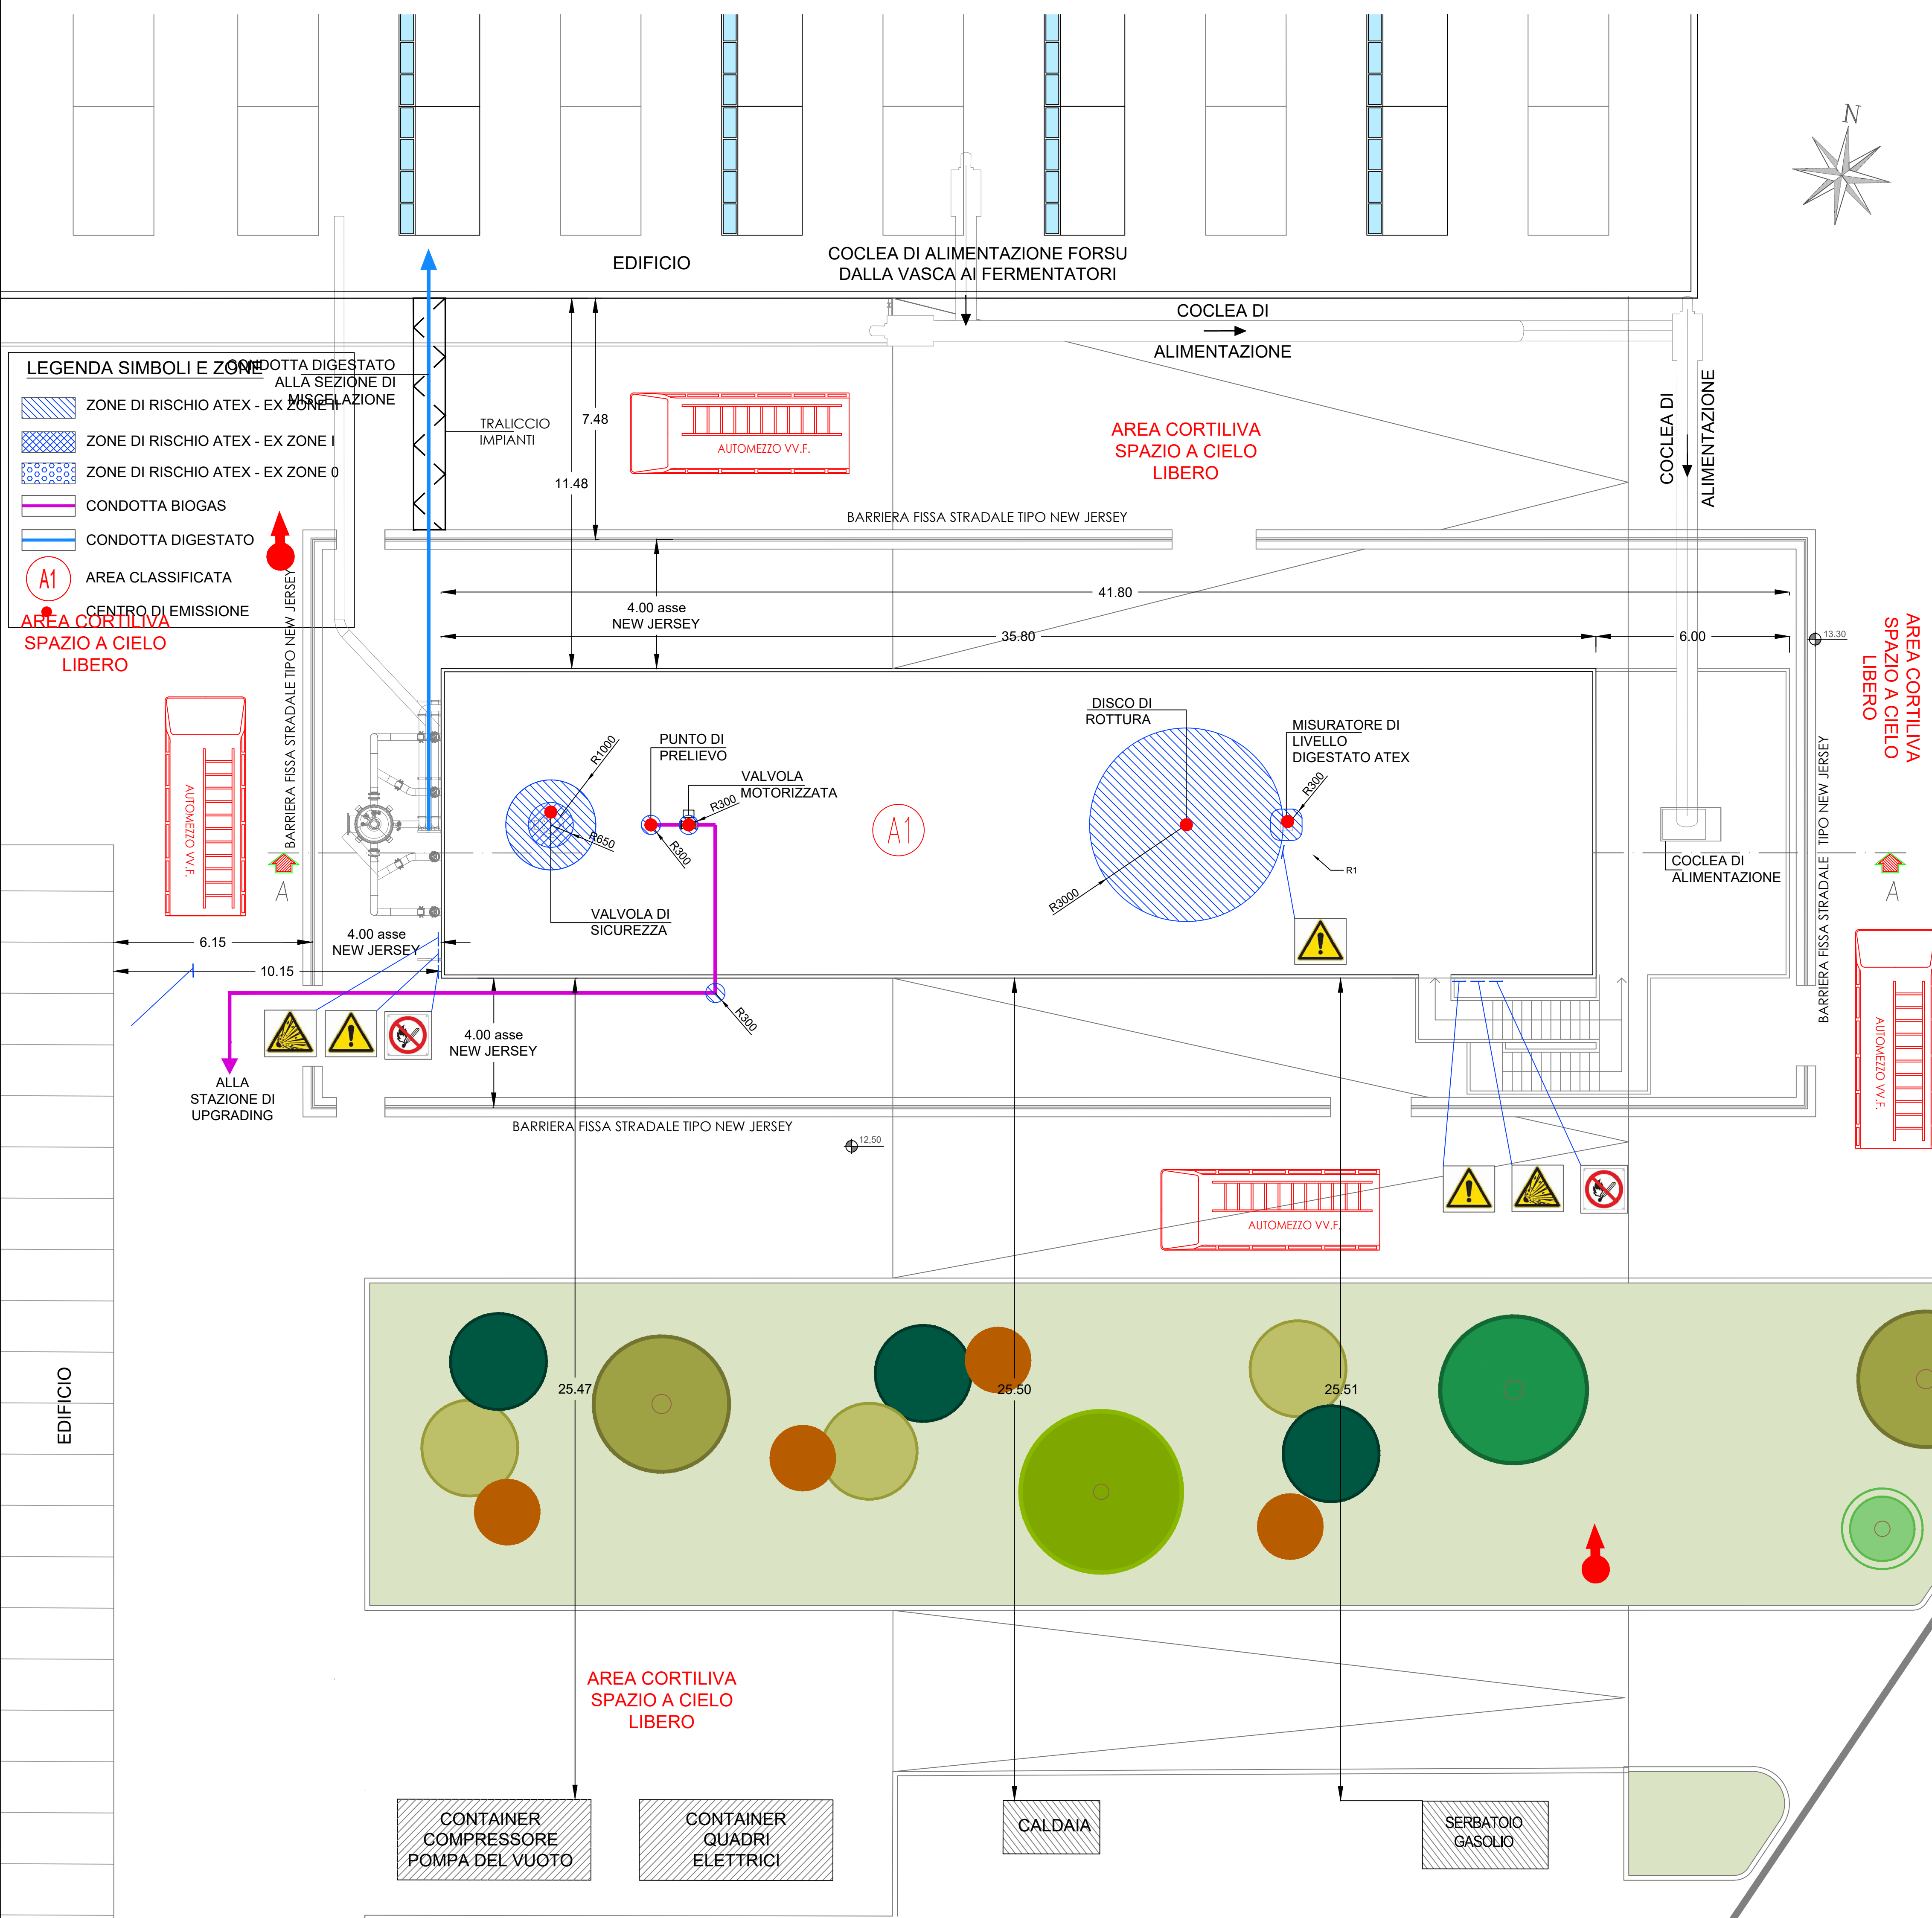 N
EDIFICIO
COCLEA DI ALIMENTAZIONE FORSU
DALLA VASCA AI FERMENTATORI
COCLEA DI
ALIMENTAZIONE
COCLEA DI
ALIMENTAZIONE
LEGENDA SIMBOLI E ZONE
ZONE DI RISCHIO ATEX - EX ZONE II
ZONE DI RISCHIO ATEX - EX ZONE I
ZONE DI RISCHIO ATEX - EX ZONE 0
CONDOTTA BIOGAS
CONDOTTA DIGESTATO
A1
AREA CLASSIFICATA
CENTRO DI EMISSIONE
CONDOTTA DIGESTATO
ALLA SEZIONE DI
MISCELAZIONE
TRALICCIO
IMPIANTI
7.48
11.48
AUTOMEZZO VV.F.
AREA CORTILIVA
SPAZIO A CIELO
LIBERO
BARRIERA FISSA STRADALE TIPO NEW JERSEY
AREA CORTILIVA
SPAZIO A CIELO
LIBERO
BARRIERA FISSA STRADALE TIPO NEW JERSEY
4.00 asse
NEW JERSEY
41.80
35.80
6.00
13.30
AREA CORTILIVA
SPAZIO A CIELO
LIBERO
AUTOMEZZO VV.F.
A
R1000
PUNTO DI
PRELIEVO
VALVOLA
MOTORIZZATA
R300
R650
R300
VALVOLA DI
SICUREZZA
A1
DISCO DI
ROTTURA
MISURATORE DI
LIVELLO
DIGESTATO ATEX
R300
R3000
R1
COCLEA DI
ALIMENTAZIONE
BARRIERA FISSA STRADALE TIPO NEW JERSEY
A
AUTOMEZZO VV.F.
6.15
4.00 asse
NEW JERSEY
10.15
R300
4.00 asse
NEW JERSEY
ALLA
STAZIONE DI
UPGRADING
BARRIERA FISSA STRADALE TIPO NEW JERSEY
12,50
AUTOMEZZO VV.F.
EDIFICIO
25.47
25.50
25.51
AREA CORTILIVA
SPAZIO A CIELO
LIBERO
CONTAINER
COMPRESSORE
POMPA DEL VUOTO
CONTAINER
QUADRI
ELETTRICI
CALDAIA
SERBATOIO
GASOLIO